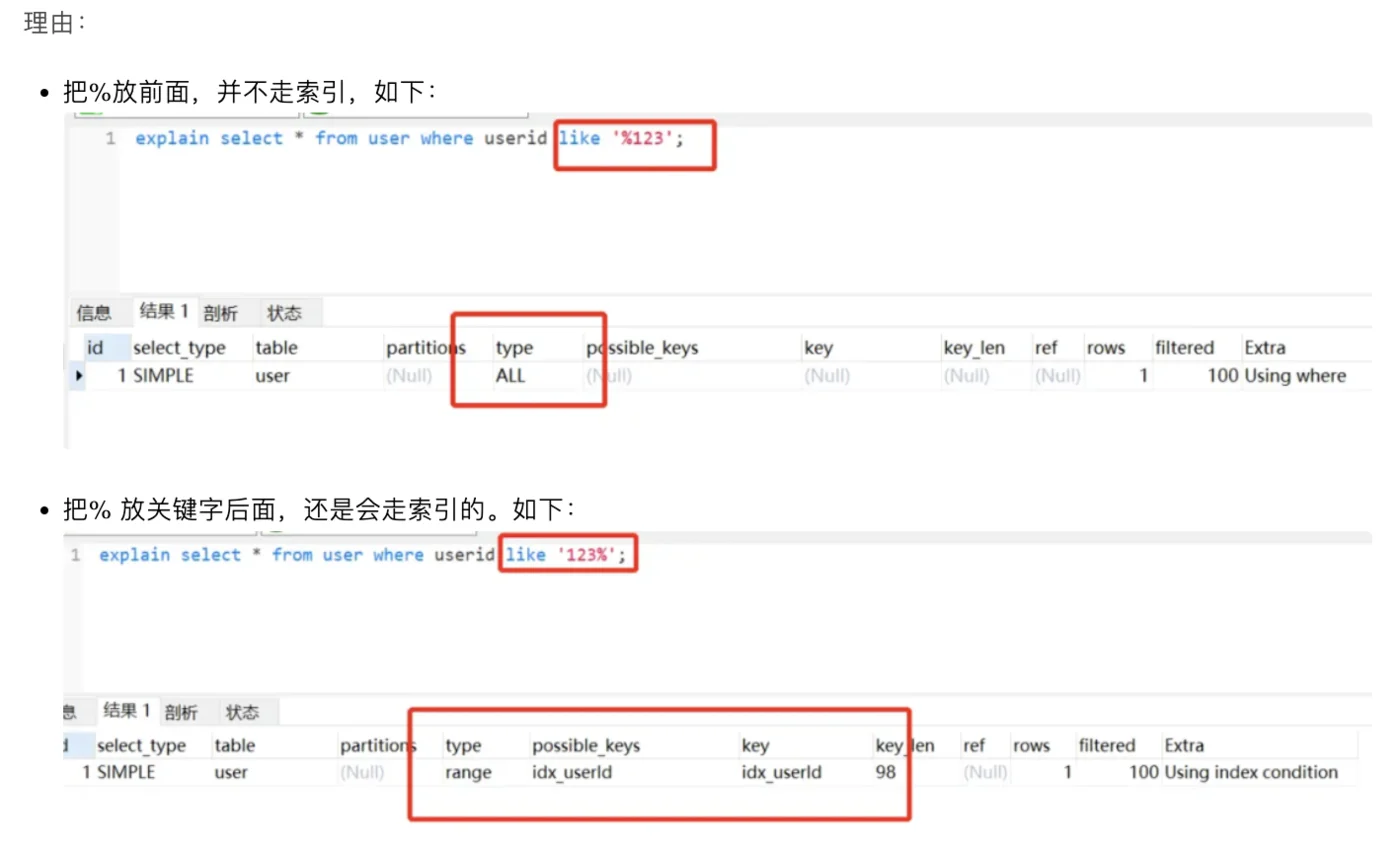 理由：
• 把%放前面，并不走索引，如下：
1 explain select * from user where userid like '%123';
信息 结果 1 剖析 状态
id select_type table partitions type possible_keys key key_len ref rows filtered Extra
1 SIMPLE user (Null) ALL (Null) (Null) (Null) (Null) 1 100 Using where
• 把% 放关键字后面，还是会走索引的。如下：
1 explain select * from user where userid like '123%';
息 结果 1 剖析 状态
d select_type table partitions type possible_keys key key_len ref rows filtered Extra
1 SIMPLE user (Null) range idx_userId idx_userId 98 (Null) 1 100 Using index condition